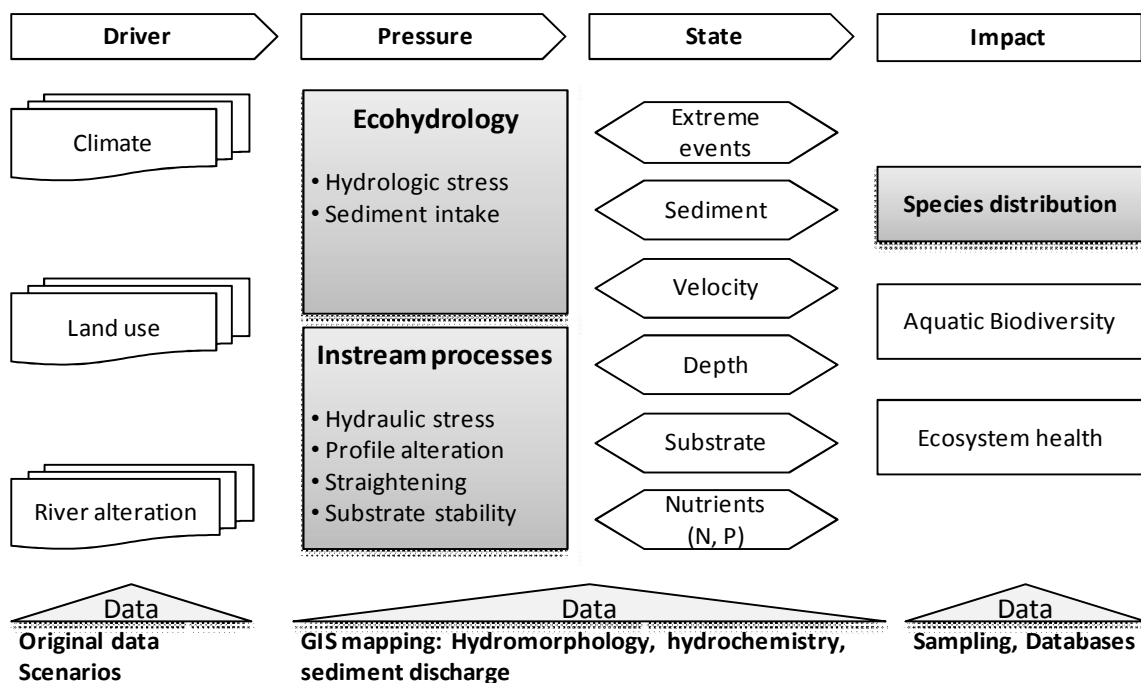 Driver
Pressure
State
Impact
Climate
Land use
River alteration
Ecohydrology
• Hydrologic stress
• Sediment intake
Instream processes
• Hydraulic stress
• Profile alteration
• Straightening
• Substrate stability
Extreme
events
Sediment
Velocity
Depth
Substrate
Nutrients
(N, P)
Species distribution
Aquatic Biodiversity
Ecosystem health
Data
Original data
Scenarios
Data
GIS mapping: Hydromorphology, hydrochemistry,
sediment discharge
Data
Sampling, Databases